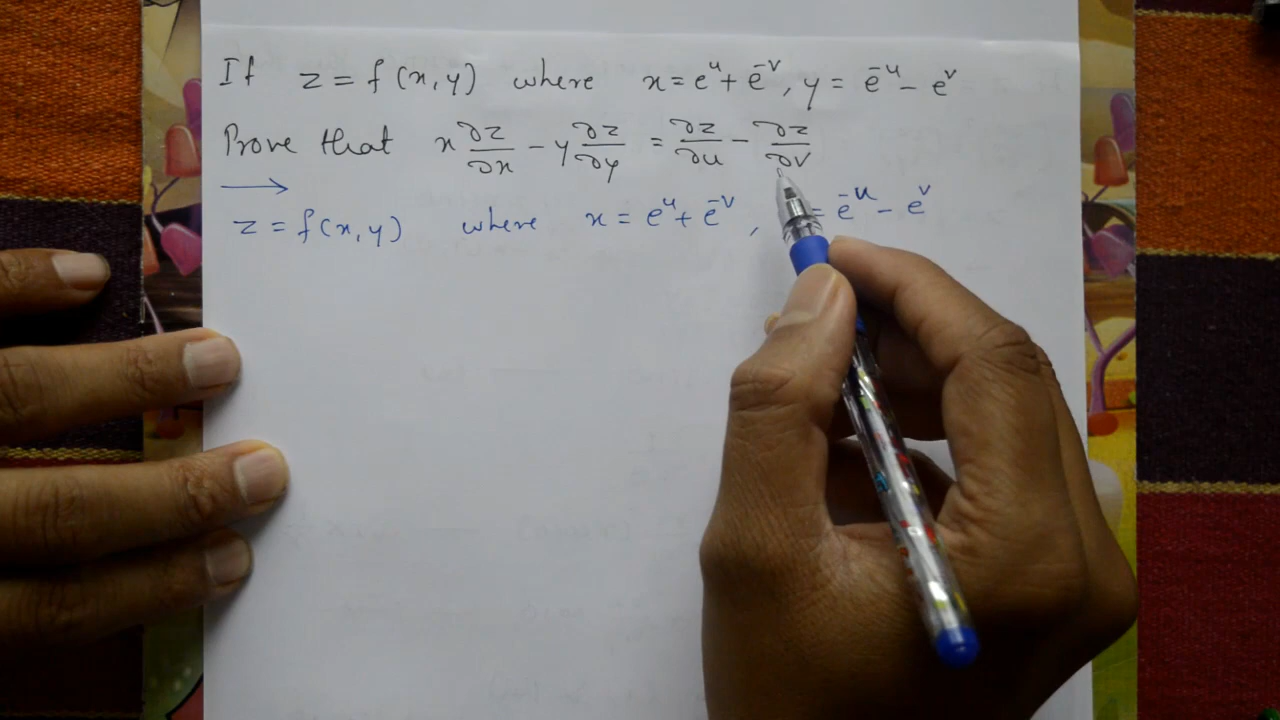 If z = f(x,y) where x = e^u + e^-v, y = e^-u - e^v
Prove that x ∂z/∂x - y ∂z/∂y = ∂z/∂u - ∂z/∂v
→
z = f(x,y) where x = e^u + e^-v, = e^-u - e^v